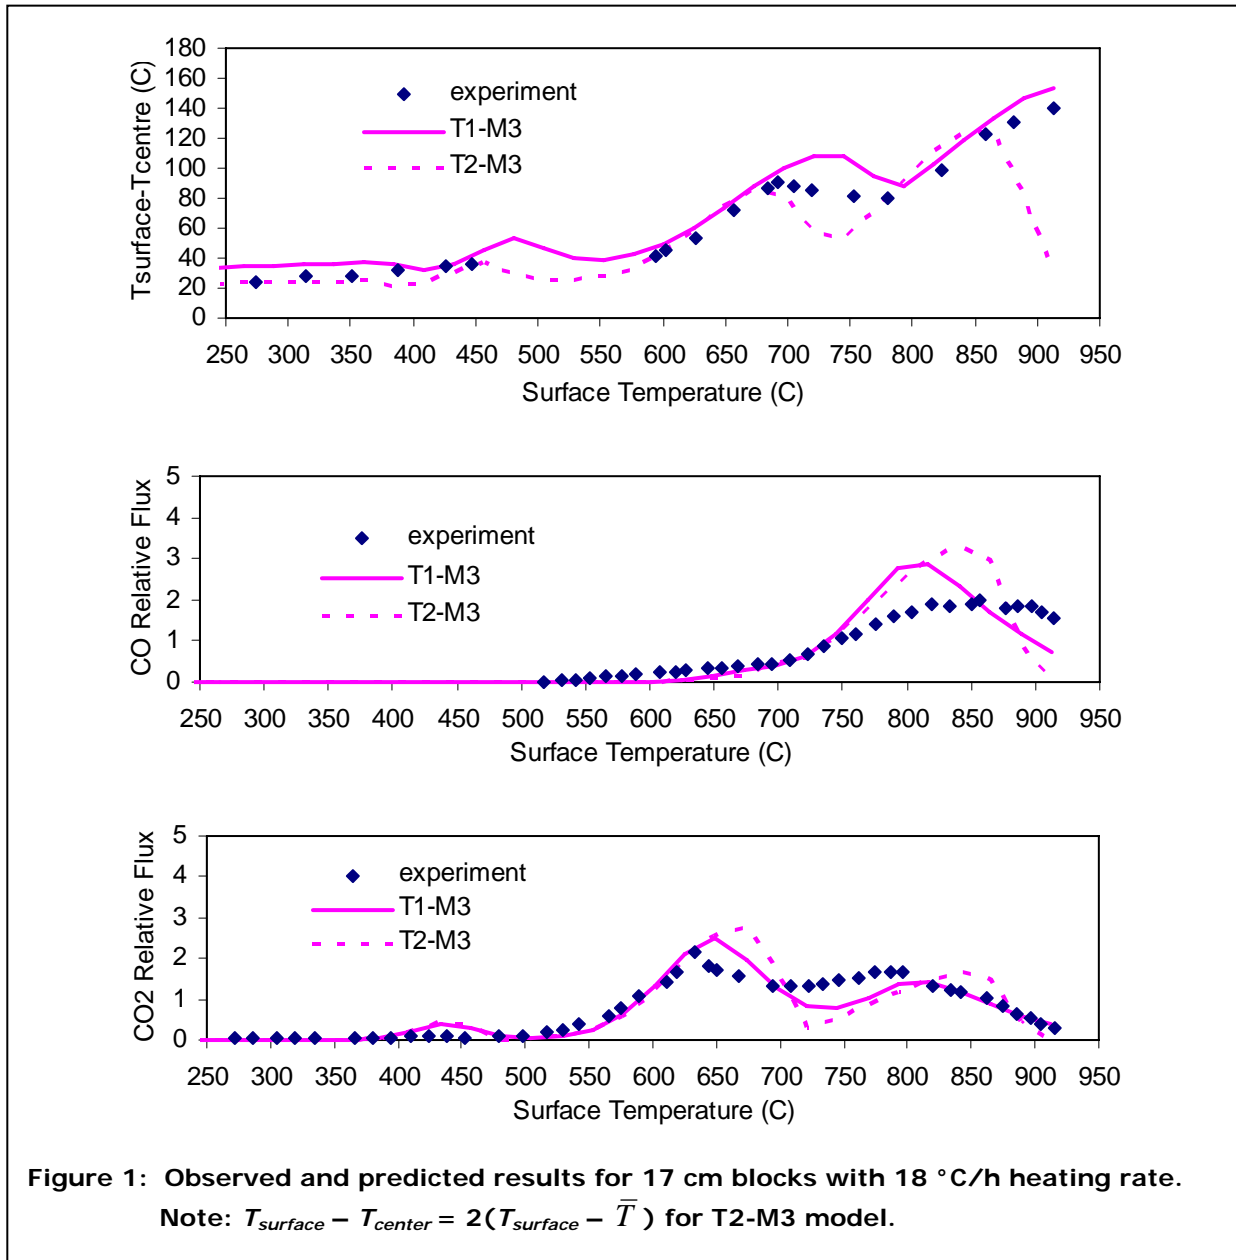 180
160
140
120
100
80
60
40
20
0
Tsurface-Tcentre (C)
experiment
T1-M3
T2-M3
250 300 350 400 450 500 550 600 650 700 750 800 850 900 950
Surface Temperature (C)
5
4
3
2
1
0
CO Relative Flux
experiment
T1-M3
T2-M3
250 300 350 400 450 500 550 600 650 700 750 800 850 900 950
Surface Temperature (C)
5
4
3
2
1
0
CO2 Relative Flux
experiment
T1-M3
T2-M3
250 300 350 400 450 500 550 600 650 700 750 800 850 900 950
Surface Temperature (C)
Figure 1: Observed and predicted results for 17 cm blocks with 18 °C/h heating rate.
Note: T_surface – T_center = 2(T_surface – T̅ ) for T2-M3 model.